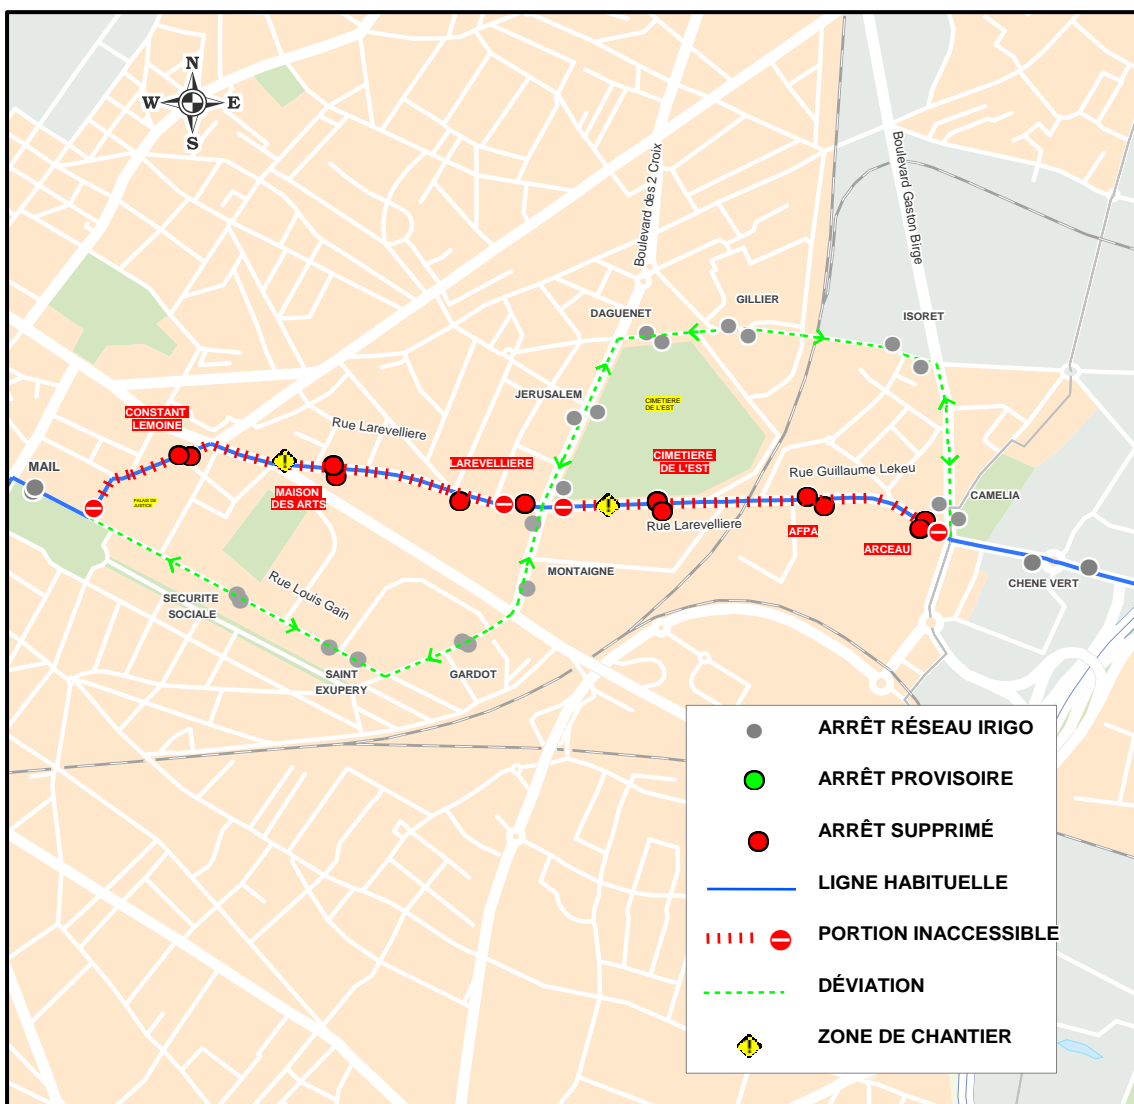 N
W E
S
Boulevard des 2 Croix
Boulevard Gaston Birge
GILLIER
DAGUENET
ISORET
JERUSALEM
CIMETIERE
DE L'EST
CONSTANT
LEMOINE
Rue Larevelliere
MAIL
LAREVELLIERE
CIMETIERE
DE L'EST
Rue Guillaume Lekeu
MAISON
DES ARTS
PALAIS DE
JUSTICE
CAMELIA
Rue Larevelliere
AFPA
ARCEAU
MONTAIGNE
CHENE VERT
Rue Louis Gain
SECURITE
SOCIALE
SAINT
EXUPERY
GARDOT
ARRÊT RÉSEAU IRIGO
ARRÊT PROVISOIRE
ARRÊT SUPPRIMÉ
LIGNE HABITUELLE
PORTION INACCESSIBLE
DÉVIATION
ZONE DE CHANTIER